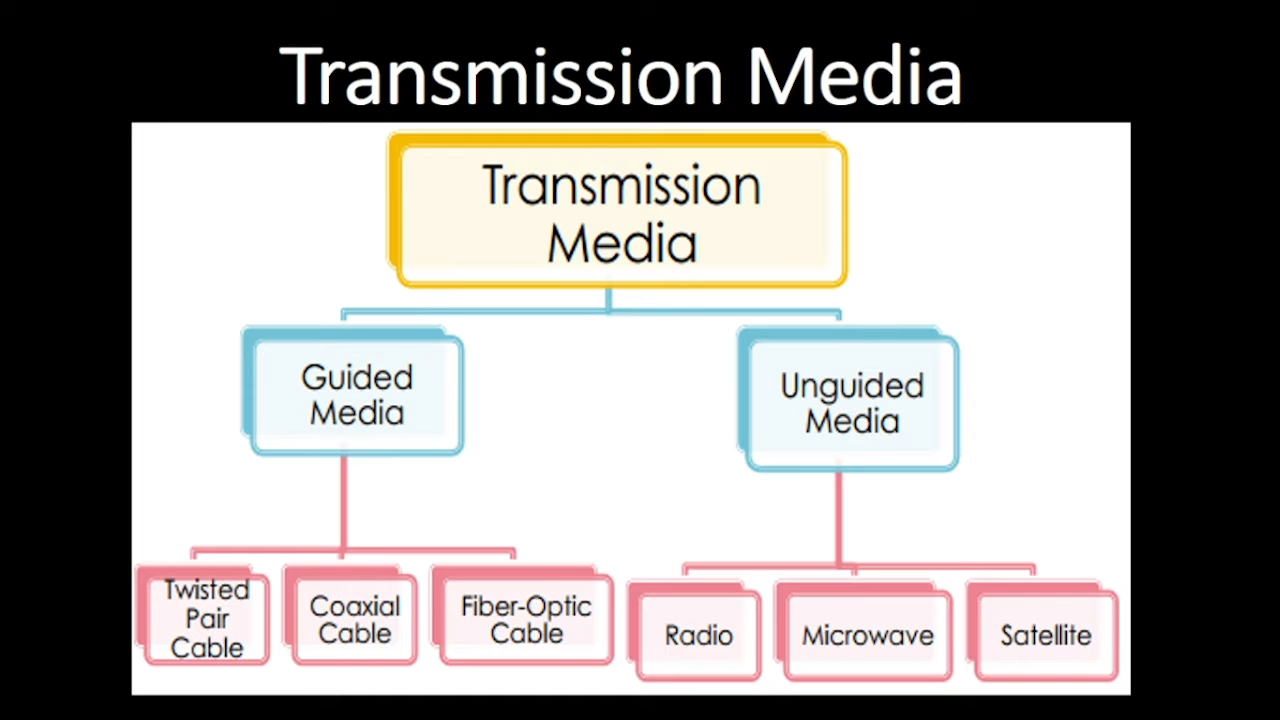 Transmission Media
Transmission
Media
Guided
Media
Unguided
Media
Twisted
Pair
Cable
Coaxial
Cable
Fiber-Optic
Cable
Radio
Microwave
Satellite